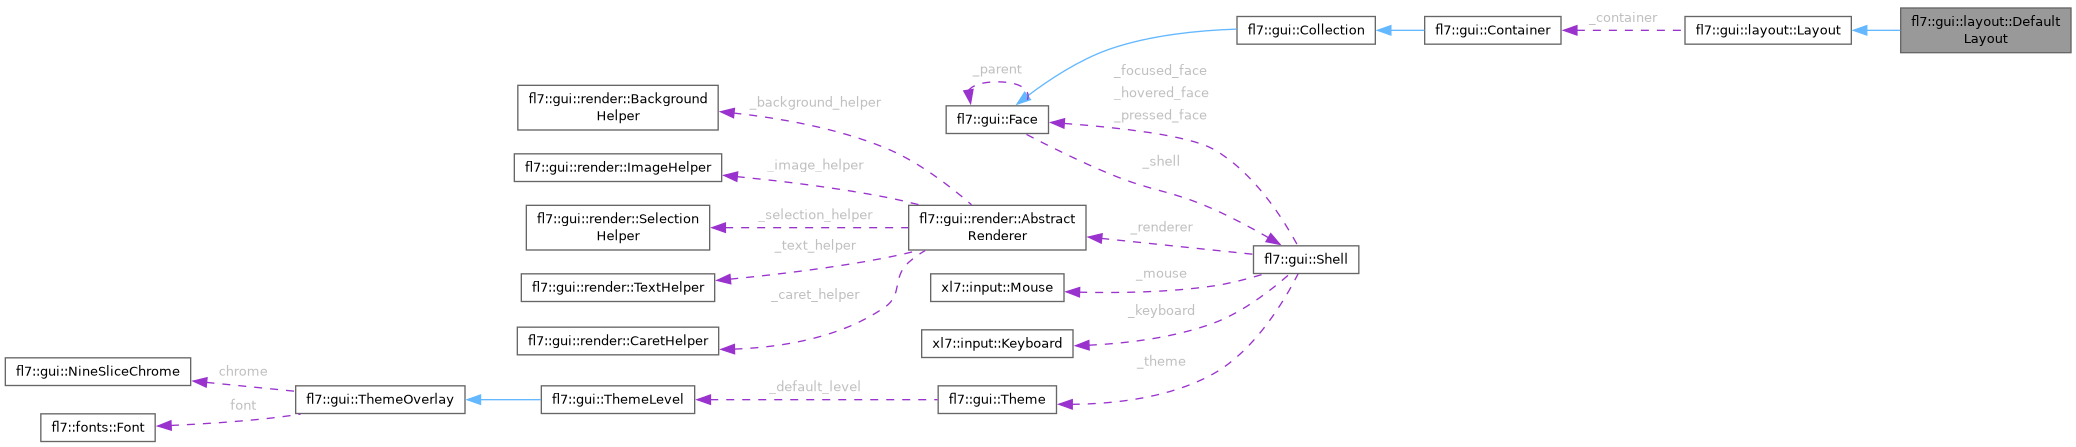 fl7::gui::layout::Default
Layout
_container
fl7::gui::layout::Layout
fl7::gui::Container
fl7::gui::Collection
_parent
_focused_face
_hovered_face
_pressed_face
fl7::gui::Face
_background_helper
fl7::gui::render::Background
Helper
_image_helper
fl7::gui::render::ImageHelper
_shell
_selection_helper
fl7::gui::render::Selection
Helper
fl7::gui::render::Abstract
Renderer
_renderer
_text_helper
fl7::gui::render::TextHelper
fl7::gui::Shell
_mouse
xl7::input::Mouse
_caret_helper
fl7::gui::render::CaretHelper
_keyboard
xl7::input::Keyboard
_theme
fl7::gui::NineSliceChrome
chrome
_default_level
fl7::gui::ThemeOverlay
fl7::gui::ThemeLevel
fl7::gui::Theme
font
fl7::fonts::Font